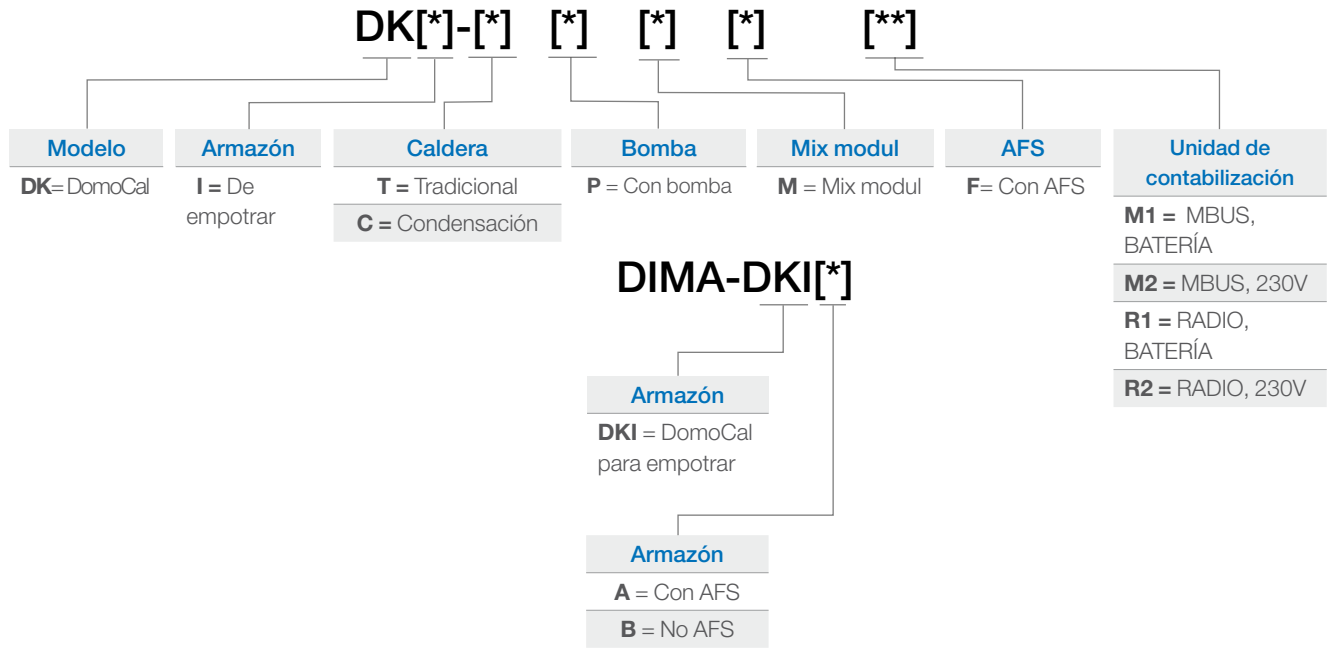 DK[*]-[*] [*] [*] [*] [**]
Modelo
DK= DomoCal
Armazón
I = De
empotrar
Caldera
T = Tradicional
C = Condensación
Bomba
P = Con bomba
Mix modul
M = Mix modul
AFS
F= Con AFS
Unidad de
contabilización
M1 = MBUS,
BATERÍA
M2 = MBUS, 230V
R1 = RADIO,
BATERÍA
R2 = RADIO, 230V
DIMA-DKI[*]
Armazón
DKI = DomoCal
para empotrar
Armazón
A = Con AFS
B = No AFS